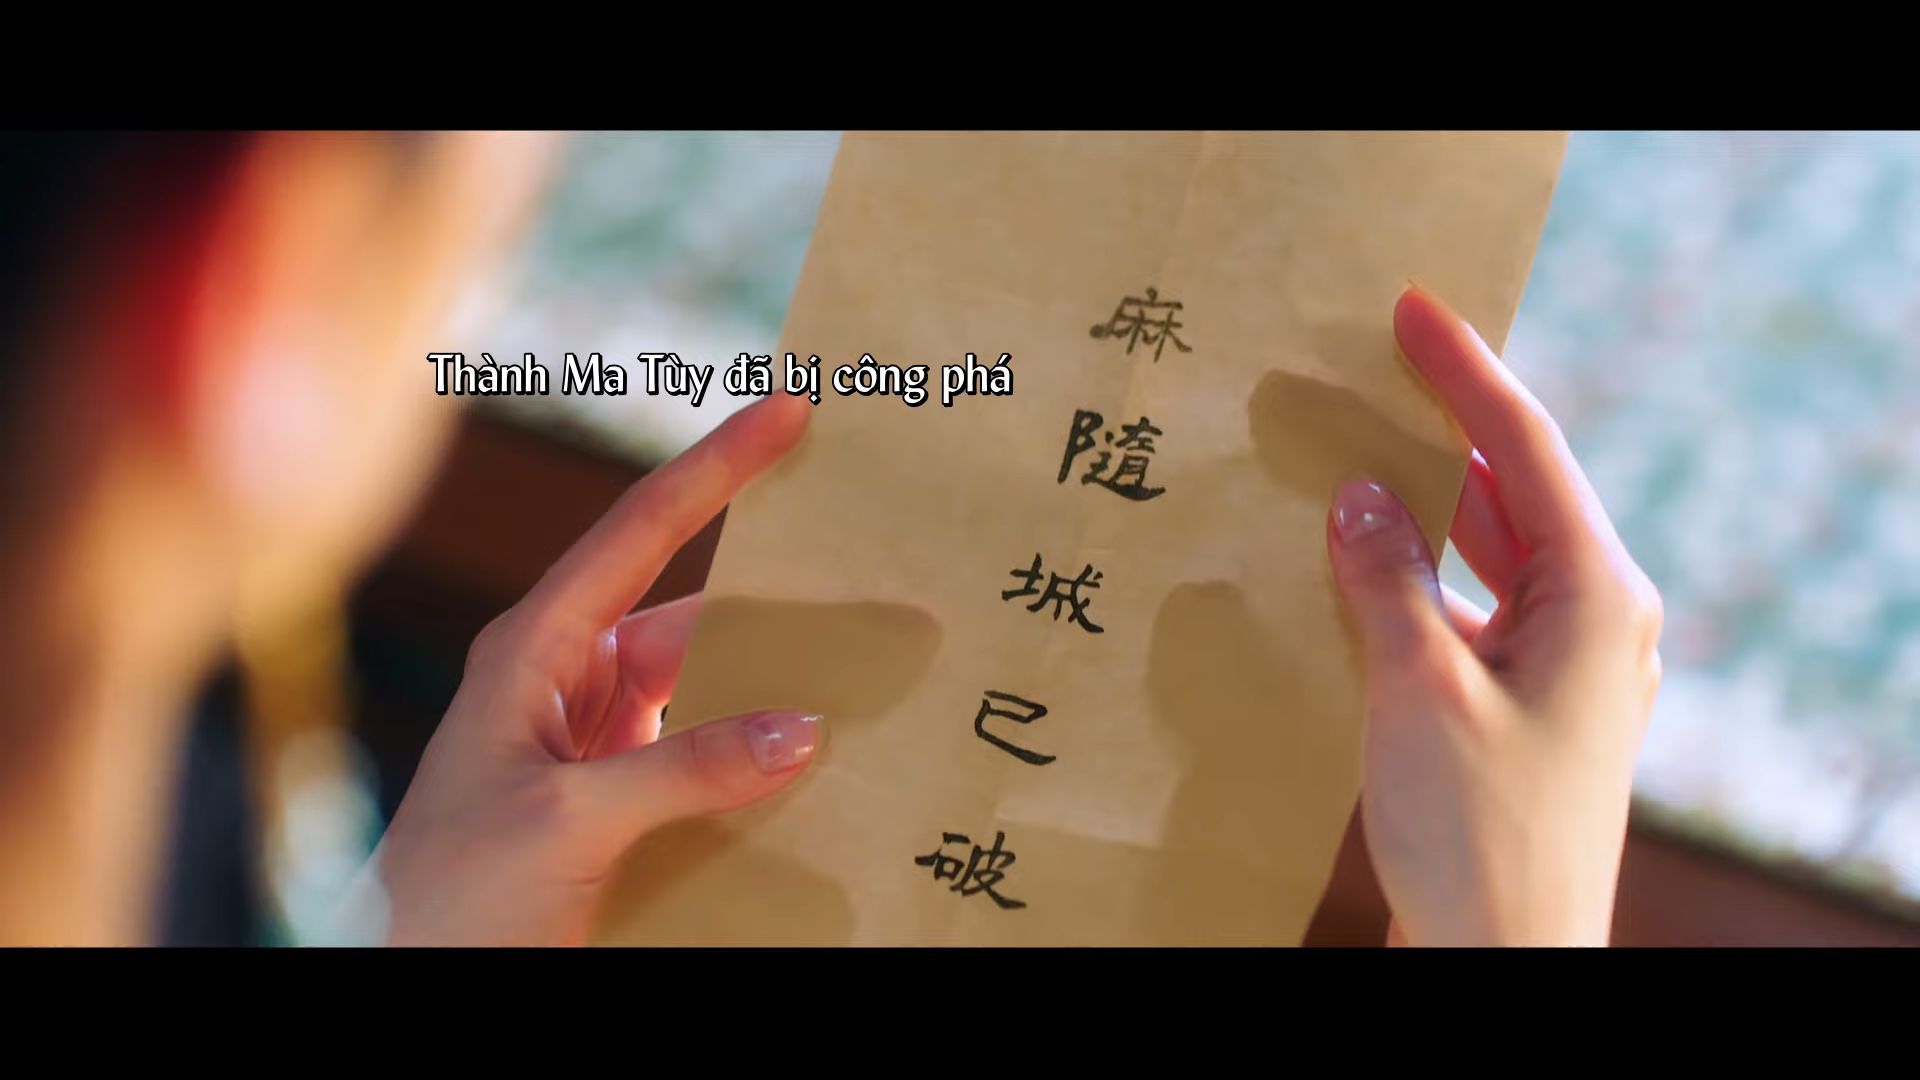 Thành Ma Tùy đã bị công phá
麻隨城已破